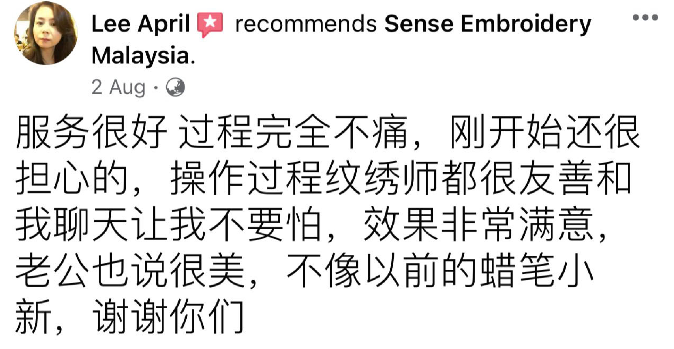 Lee April recommends Sense Embroidery
Malaysia.
2 Aug ·
服务很好 过程完全不痛，刚开始还很
担心的，操作过程纹绣师都很友善和
我聊天让我不要怕，效果非常满意，
老公也说很美，不像以前的蜡笔小
新，谢谢你们